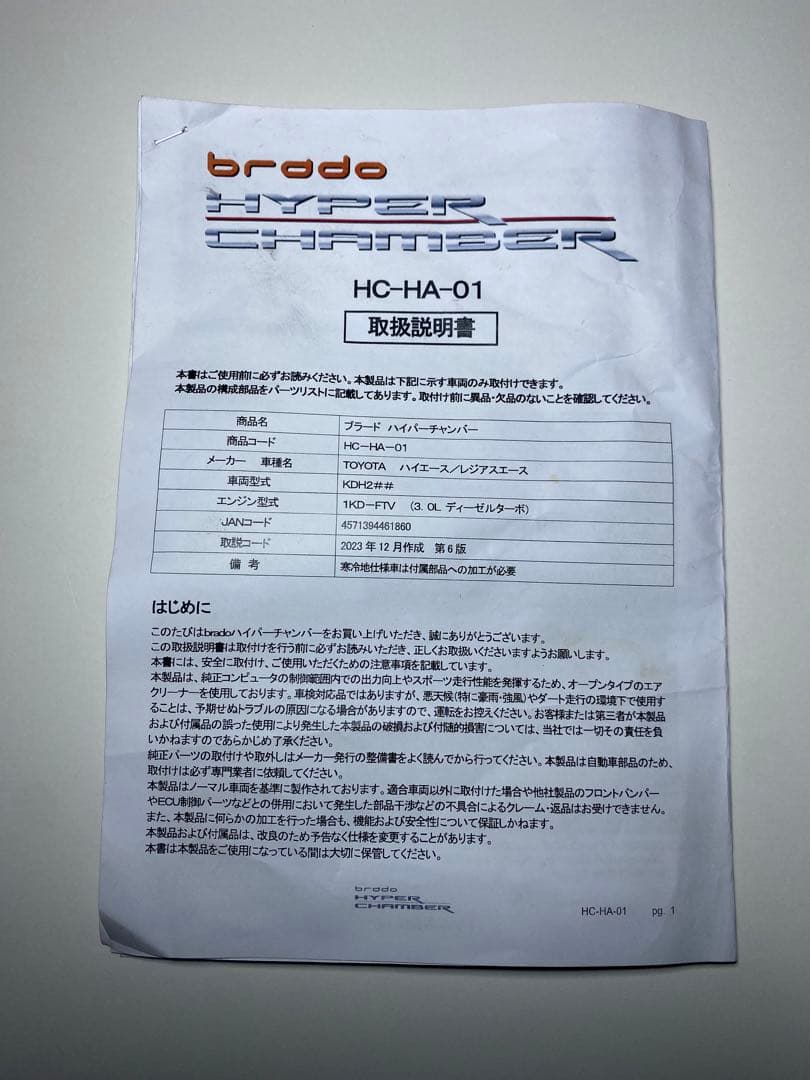 brado
HYPER
CHAMBER
HC-HA-01
取扱説明書
本書はご使用前に必ずお読みください。本製品は下記に示す車両のみ取付けできます。
本製品の構成部品をパーツリストに記載してあります。取付け前に異品・欠品のないことを確認してください。
商品名 ブラード ハイパーチャンバー
商品コード HC-HA-01
メーカー 車種名 TOYOTA ハイエース／レジアスエース
車両型式 KDH2##
エンジン型式 1KD-FTV (3.0L ディーゼルターボ)
JANコード 4571394461860
取説コード 2023年12月作成 第6版
備考 寒冷地仕様車は付属部品への加工が必要
はじめに
このたびはbradoハイパーチャンバーをお買い上げいただき、誠にありがとうございます。
この取扱説明書は取付けを行う前に必ずお読みいただき、正しくお取扱いくださいますようお願いします。
本書には、安全に取付け、ご使用いただくための注意事項を記載しています。
本製品は、純正コンピュータの制御範囲内での出力向上やスポーツ走行性能を発揮するため、オープンタイプのエア
クリーナーを使用しております。車検対応品ではありますが、悪天候(特に豪雨・強風)やダート走行の環境下で使用す
ることは、予期せぬトラブルの原因になる場合がありますので、運転をお控えください。お客様または第三者が本製品
および付属品の誤った使用により発生した本製品の破損および付随的損害については、当社では一切その責任を負
いかねますのであらかじめ了承ください。
純正パーツの取付けや取外しはメーカー発行の整備書をよく読んでから行ってください。本製品は自動車部品のため、
取付けは必ず専門業者に依頼してください。
本製品はノーマル車両を基準に製作されております。適合車両以外に取付けた場合や他社製品のフロントバンパー
やECU制御パーツなどとの併用において発生した部品干渉などの不具合によるクレーム・返品はお受けできません。
また、本製品に何らかの加工を行った場合も、機能および安全性について保証しかねます。
本製品および付属品は、改良のため予告なく仕様を変更することがあります。
本書は本製品をご使用になっている間は大切に保管してください。
brado
HYPER
CHAMBER
HC-HA-01 pg. 1